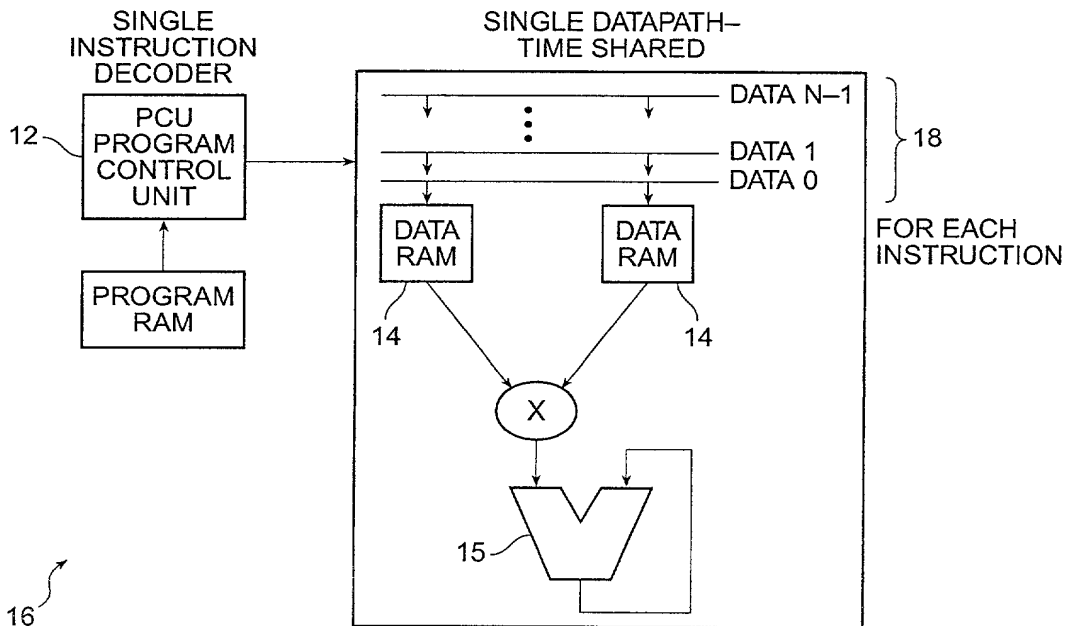 SINGLE
INSTRUCTION
DECODER
SINGLE DATAPATH–
TIME SHARED
12
PCU
PROGRAM
CONTROL
UNIT
PROGRAM
RAM
DATA N–1
DATA 1
DATA 0
18
FOR EACH
INSTRUCTION
DATA
RAM
DATA
RAM
14
14
X
15
16